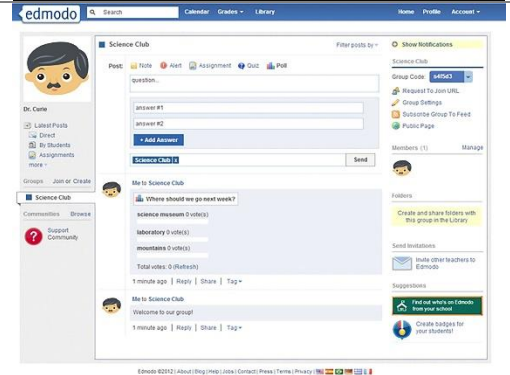 edmodo Search Calendar Grades Library Home Profile Account
Science Club Filter posts by
Post: Note Alert Assignment Quiz Poll
question...
answer #1
answer #2
+ Add Answer
Science Club x Send
Dr. Curie
Latest Posts
Direct
By Students
Assignments
more
Groups Join or Create
Science Club
Communities Browse
Support
Community
Me to Science Club
Where should we go next week?
science museum 0 vote(s)
laboratory 0 vote(s)
mountains 0 vote(s)
Total votes: 0 (Refresh)
1 minute ago | Reply | Share | Tag
Me to Science Club
Welcome to our group!
1 minute ago | Reply | Share | Tag
Show Notifications
Science Club
Group Code: s4f5d3
Request To Join URL
Group Settings
Subscribe Group To Feed
Public Page
Members (1) Manage
Folders
Create and share folders with
this group in the Library
Send Invitations
Invite other teachers to
Edmodo
Suggestions
Find out who's on Edmodo
from your school
Create badges for
your students!
Edmodo ©2012 | About | Blog | Help | Jobs | Contact | Press | Terms | Privacy |